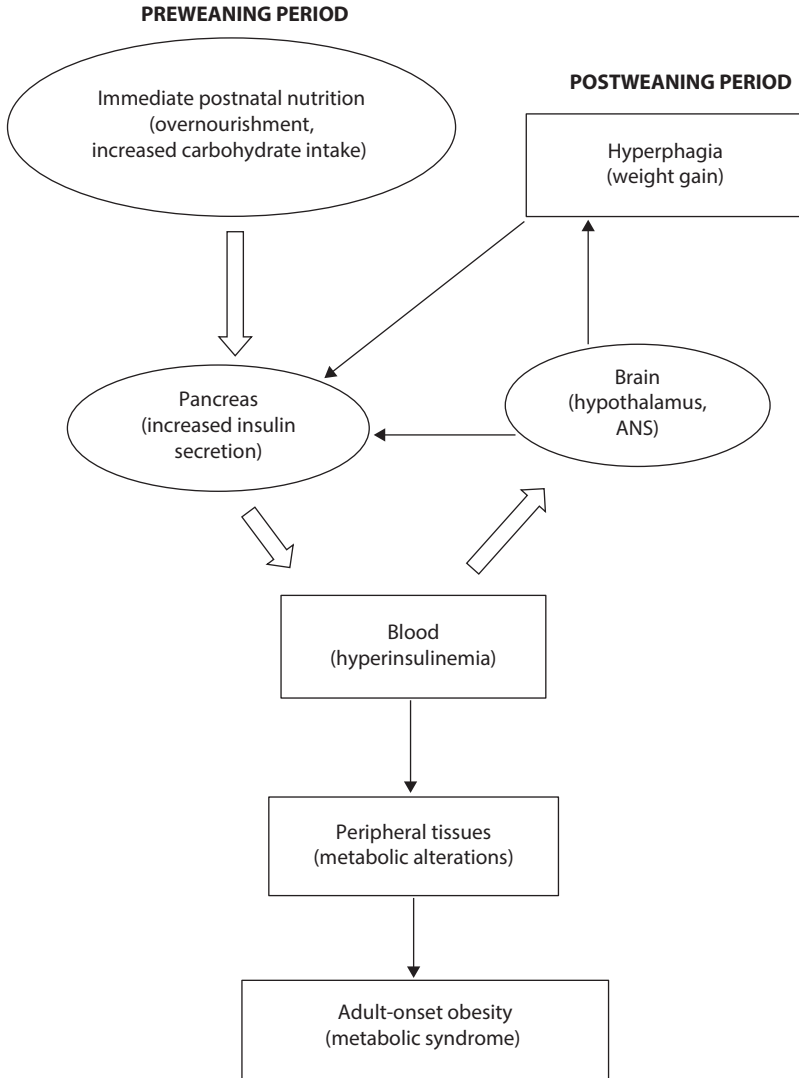 PREWEANING PERIOD
Immediate postnatal nutrition
(overnourishment,
increased carbohydrate intake)
POSTWEANING PERIOD
Hyperphagia
(weight gain)
Pancreas
(increased insulin
secretion)
Brain
(hypothalamus,
ANS)
Blood
(hyperinsulinemia)
Peripheral tissues
(metabolic alterations)
Adult-onset obesity
(metabolic syndrome)